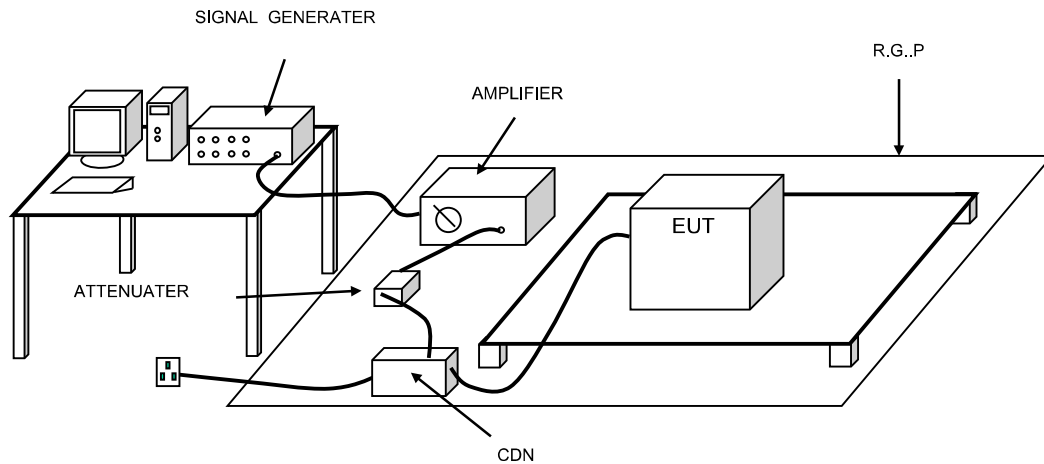 SIGNAL GENERATER
R.G..P
AMPLIFIER
EUT
ATTENUATER
CDN